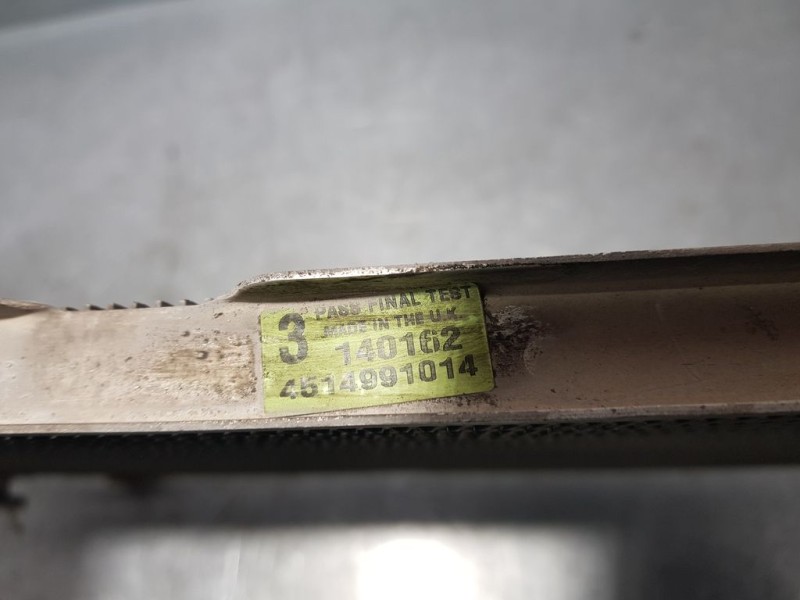 3 PASS FINAL TEST
MADE IN THE U.K.
140162
4514991014